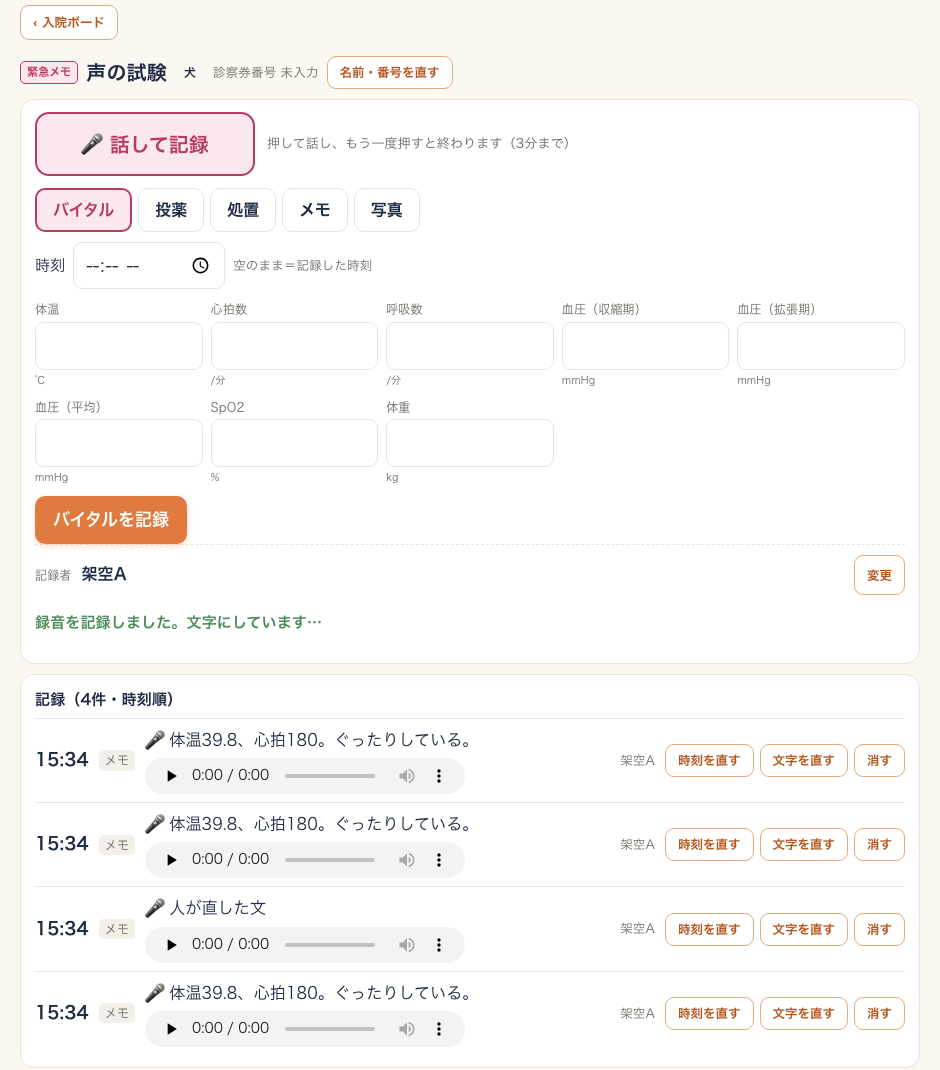 ‹ 入院ボード
緊急メモ 声の試験 犬 診察券番号 未入力 名前・番号を直す
🎤 話して記録 押して話し、もう一度押すと終わります（3分まで）
バイタル 投薬 処置 メモ 写真
時刻 --:-- -- 空のまま＝記録した時刻
体温 心拍数 呼吸数 血圧（収縮期） 血圧（拡張期）
℃ /分 /分 mmHg mmHg
血圧（平均） SpO2 体重
mmHg % kg
バイタルを記録
記録者 架空A 変更
録音を記録しました。文字にしています…
記録（4件・時刻順）
15:34 メモ 🎤 体温39.8、心拍180。ぐったりしている。 架空A 時刻を直す 文字を直す 消す
0:00 / 0:00
15:34 メモ 🎤 体温39.8、心拍180。ぐったりしている。 架空A 時刻を直す 文字を直す 消す
0:00 / 0:00
15:34 メモ 🎤 人が直した文 架空A 時刻を直す 文字を直す 消す
0:00 / 0:00
15:34 メモ 🎤 体温39.8、心拍180。ぐったりしている。 架空A 時刻を直す 文字を直す 消す
0:00 / 0:00